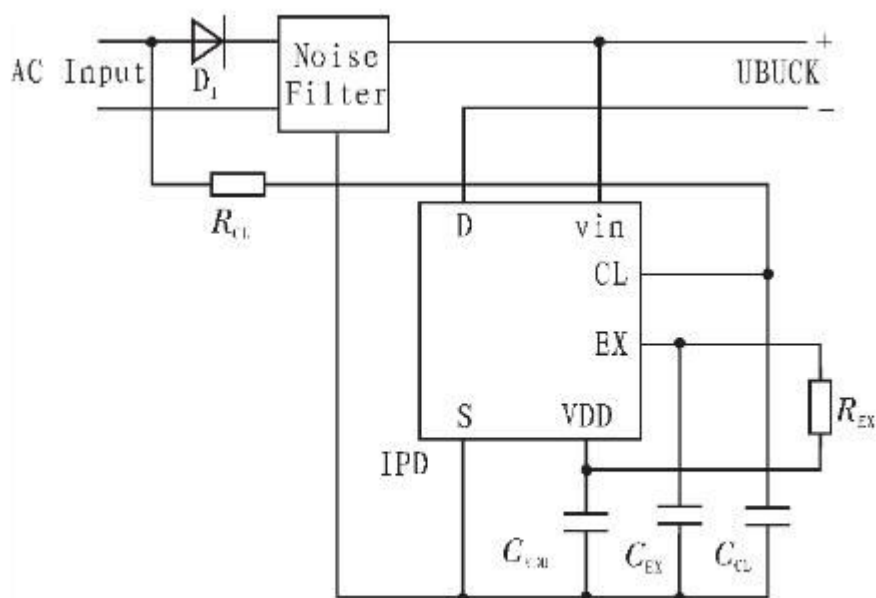 AC Input
D1
Noise
Filter
+
UBUCK
−
RCL
D
vin
CL
EX
S
VDD
IPD
REX
CVDD
CEX
CCL